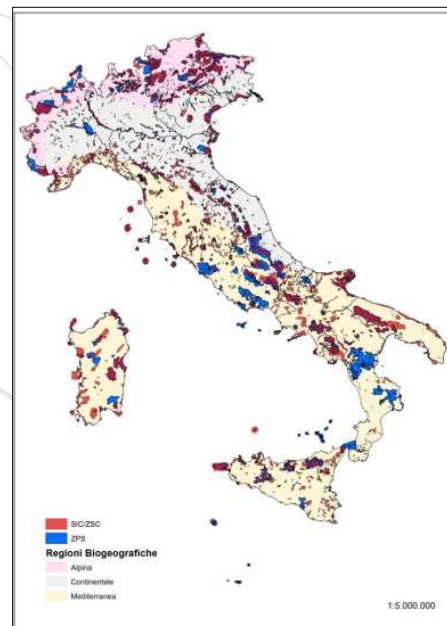 SIC/ZSC
ZPS
Regioni Biogeografiche
Alpina
Continentale
Mediterranea
1:5.000.000